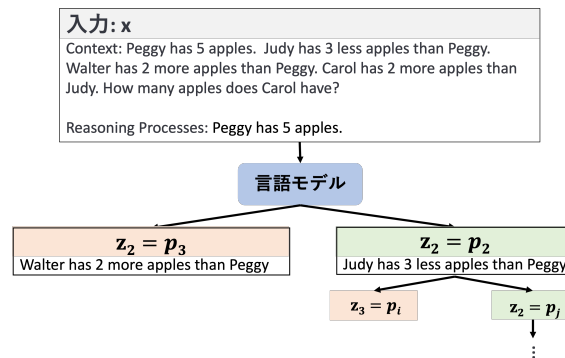 入力: x
Context: Peggy has 5 apples. Judy has 3 less apples than Peggy.
Walter has 2 more apples than Peggy. Carol has 2 more apples than
Judy. How many apples does Carol have?
Reasoning Processes: Peggy has 5 apples.
言語モデル
z₂ = p₃
Walter has 2 more apples than Peggy
z₂ = p₂
Judy has 3 less apples than Peggy
z₃ = pᵢ
z₂ = pⱼ
⋮